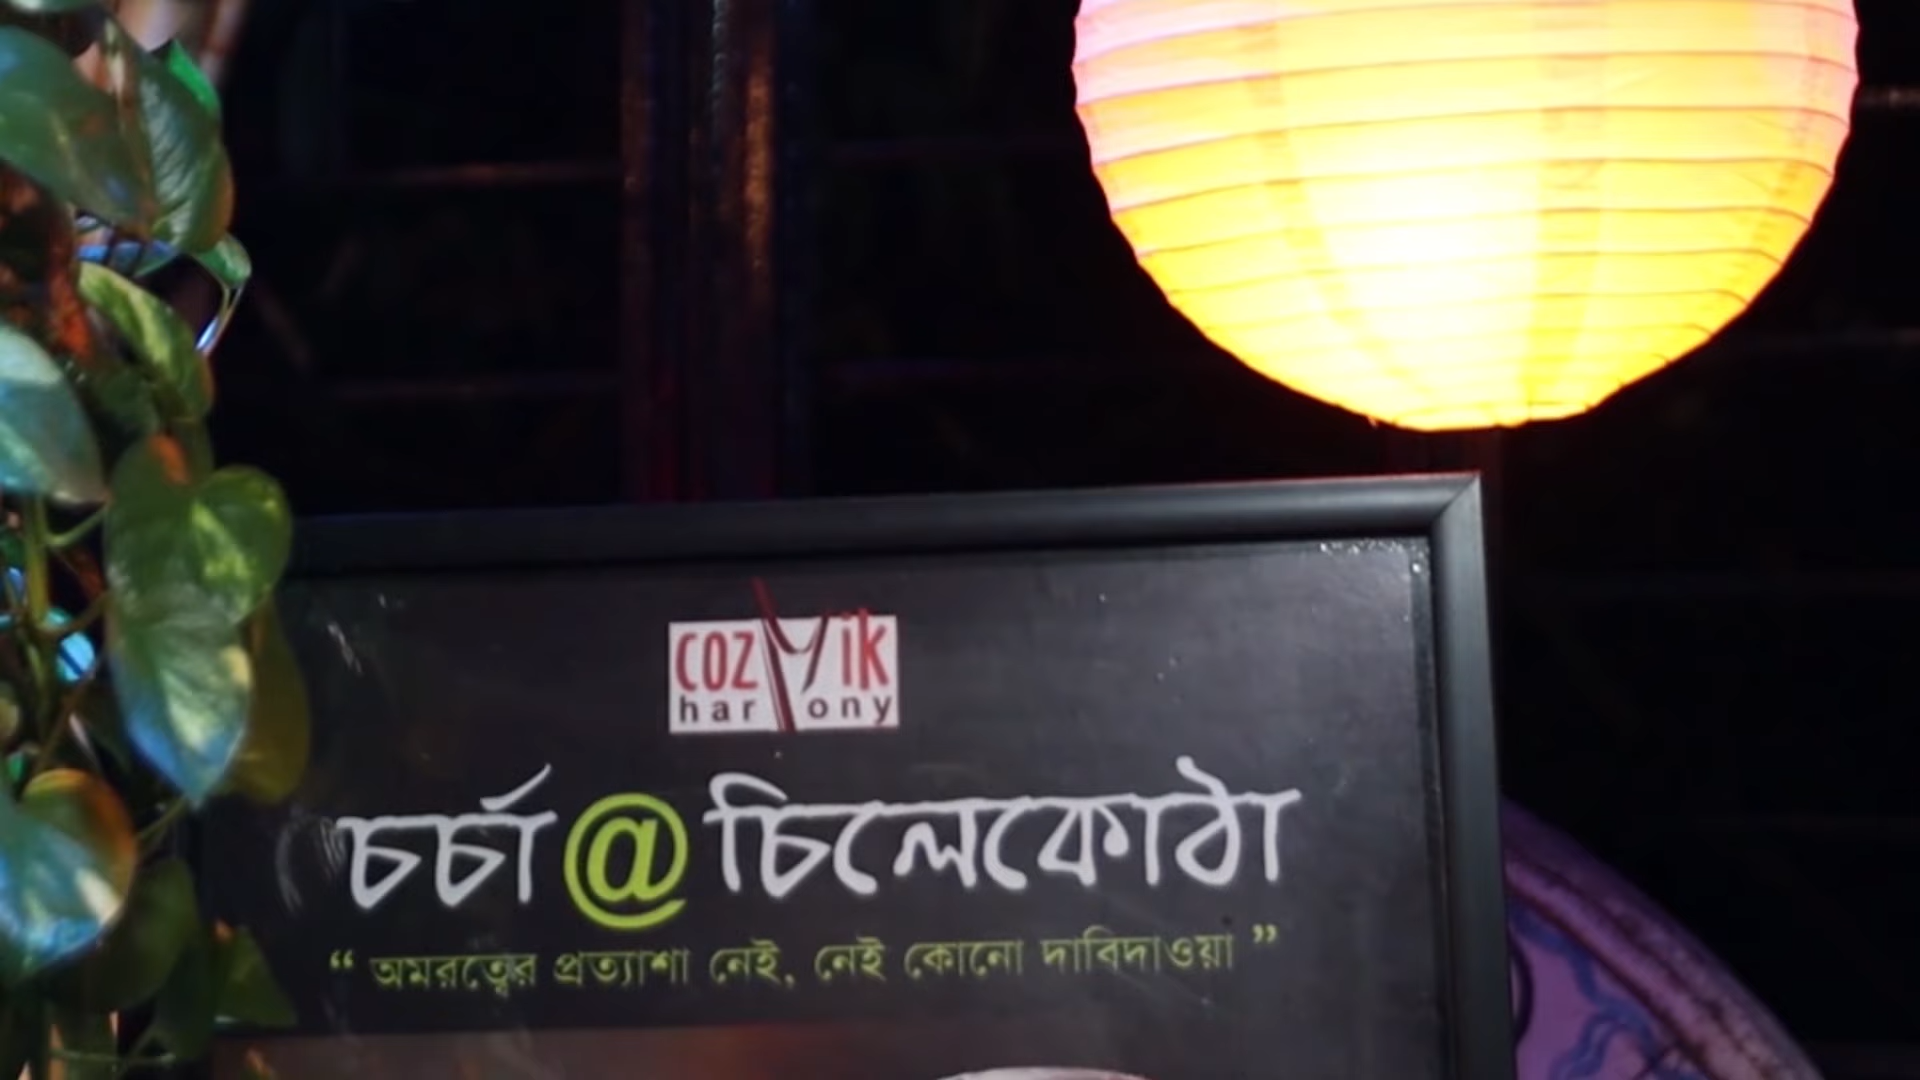 cozMik
harMony
চর্চা@চিলেকোঠা
“ অমরত্বের প্রত্যাশা নেই, নেই কোনো দাবিদাওয়া ”